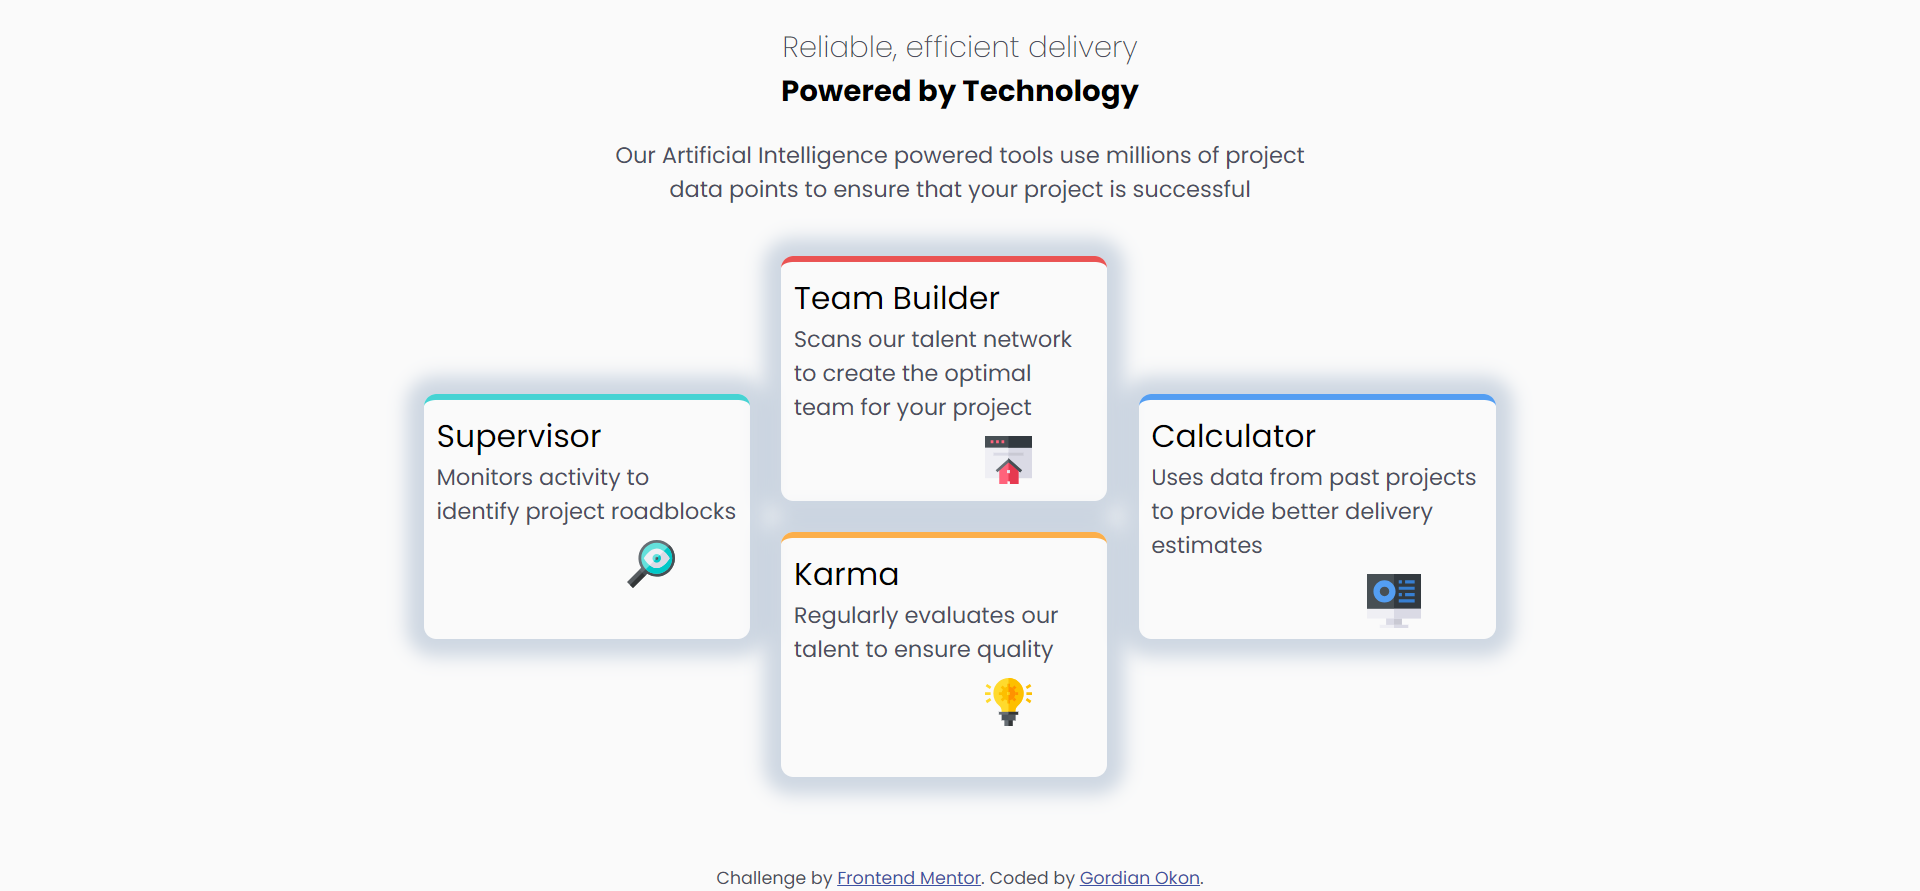 Reliable, efficient delivery
Powered by Technology
Our Artificial Intelligence powered tools use millions of project
data points to ensure that your project is successful
Supervisor
Monitors activity to
identify project roadblocks
Team Builder
Scans our talent network
to create the optimal
team for your project
Karma
Regularly evaluates our
talent to ensure quality
Calculator
Uses data from past projects
to provide better delivery
estimates
Challenge by Frontend Mentor. Coded by Gordian Okon.